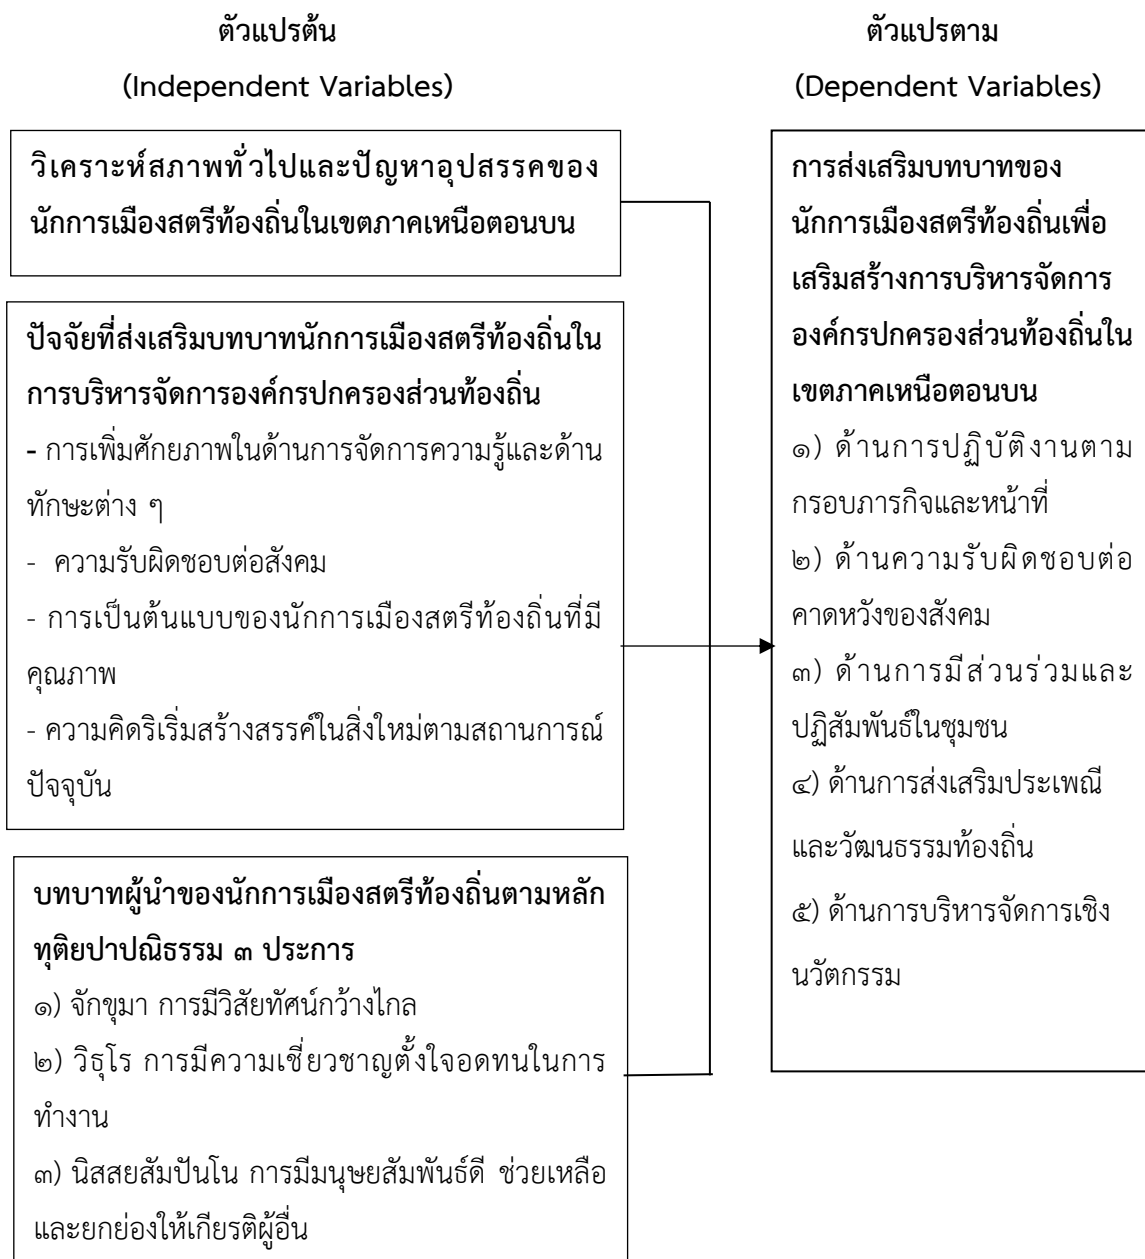 ตัวแปรต้น
(Independent Variables)
วิเคราะห์สภาพทั่วไปและปัญหาอุปสรรคของ
นักการเมืองสตรีท้องถิ่นในเขตภาคเหนือตอนบน
ปัจจัยที่ส่งเสริมบทบาทนักการเมืองสตรีท้องถิ่นใน
การบริหารจัดการองค์กรปกครองส่วนท้องถิ่น
- การเพิ่มศักยภาพในด้านการจัดการความรู้และด้าน
ทักษะต่าง ๆ
- ความรับผิดชอบต่อสังคม
- การเป็นต้นแบบของนักการเมืองสตรีท้องถิ่นที่มี
คุณภาพ
- ความคิดริเริ่มสร้างสรรค์ในสิ่งใหม่ตามสถานการณ์
ปัจจุบัน
บทบาทผู้นำของนักการเมืองสตรีท้องถิ่นตามหลัก
ทุติยปาปณิธรรม ๓ ประการ
๑) จักขุมา การมีวิสัยทัศน์กว้างไกล
๒) วิธุโร การมีความเชี่ยวชาญตั้งใจอดทนในการ
ทำงาน
๓) นิสสยสัมปันโน การมีมนุษยสัมพันธ์ดี ช่วยเหลือ
และยกย่องให้เกียรติผู้อื่น
ตัวแปรตาม
(Dependent Variables)
การส่งเสริมบทบาทของ
นักการเมืองสตรีท้องถิ่นเพื่อ
เสริมสร้างการบริหารจัดการ
องค์กรปกครองส่วนท้องถิ่นใน
เขตภาคเหนือตอนบน
๑) ด้านการปฏิบัติงานตาม
กรอบภารกิจและหน้าที่
๒) ด้านความรับผิดชอบต่อ
คาดหวังของสังคม
๓) ด้านการมีส่วนร่วมและ
ปฏิสัมพันธ์ในชุมชน
๔) ด้านการส่งเสริมประเพณี
และวัฒนธรรมท้องถิ่น
๕) ด้านการบริหารจัดการเชิง
นวัตกรรม